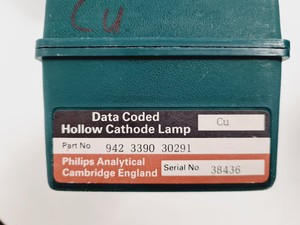 Cu
Data Coded
Hollow Cathode Lamp Cu
Part No 942 3390 30291
Philips Analytical
Cambridge England Serial No 38436